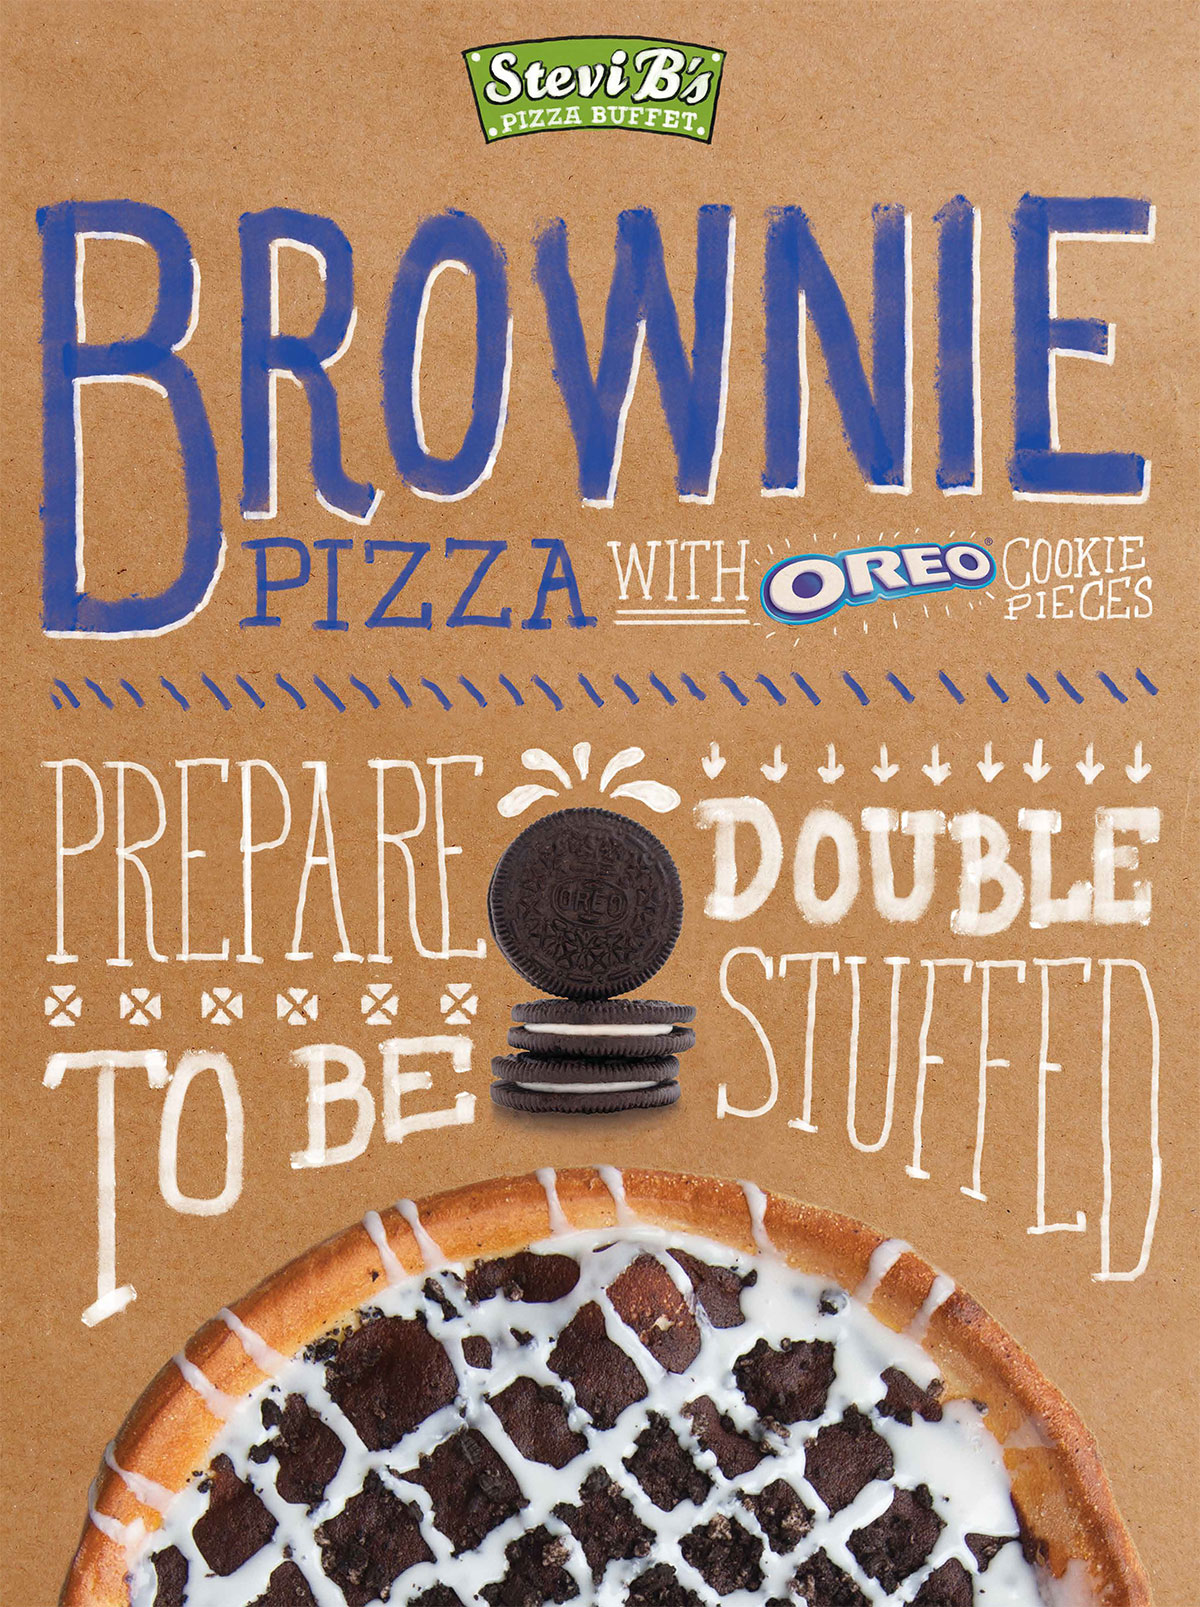 Stevi B's
PIZZA BUFFET
BROWNIE
PIZZA WITH OREO® COOKIE PIECES
PREPARE
TO BE
OREO
DOUBLE
STUFFED